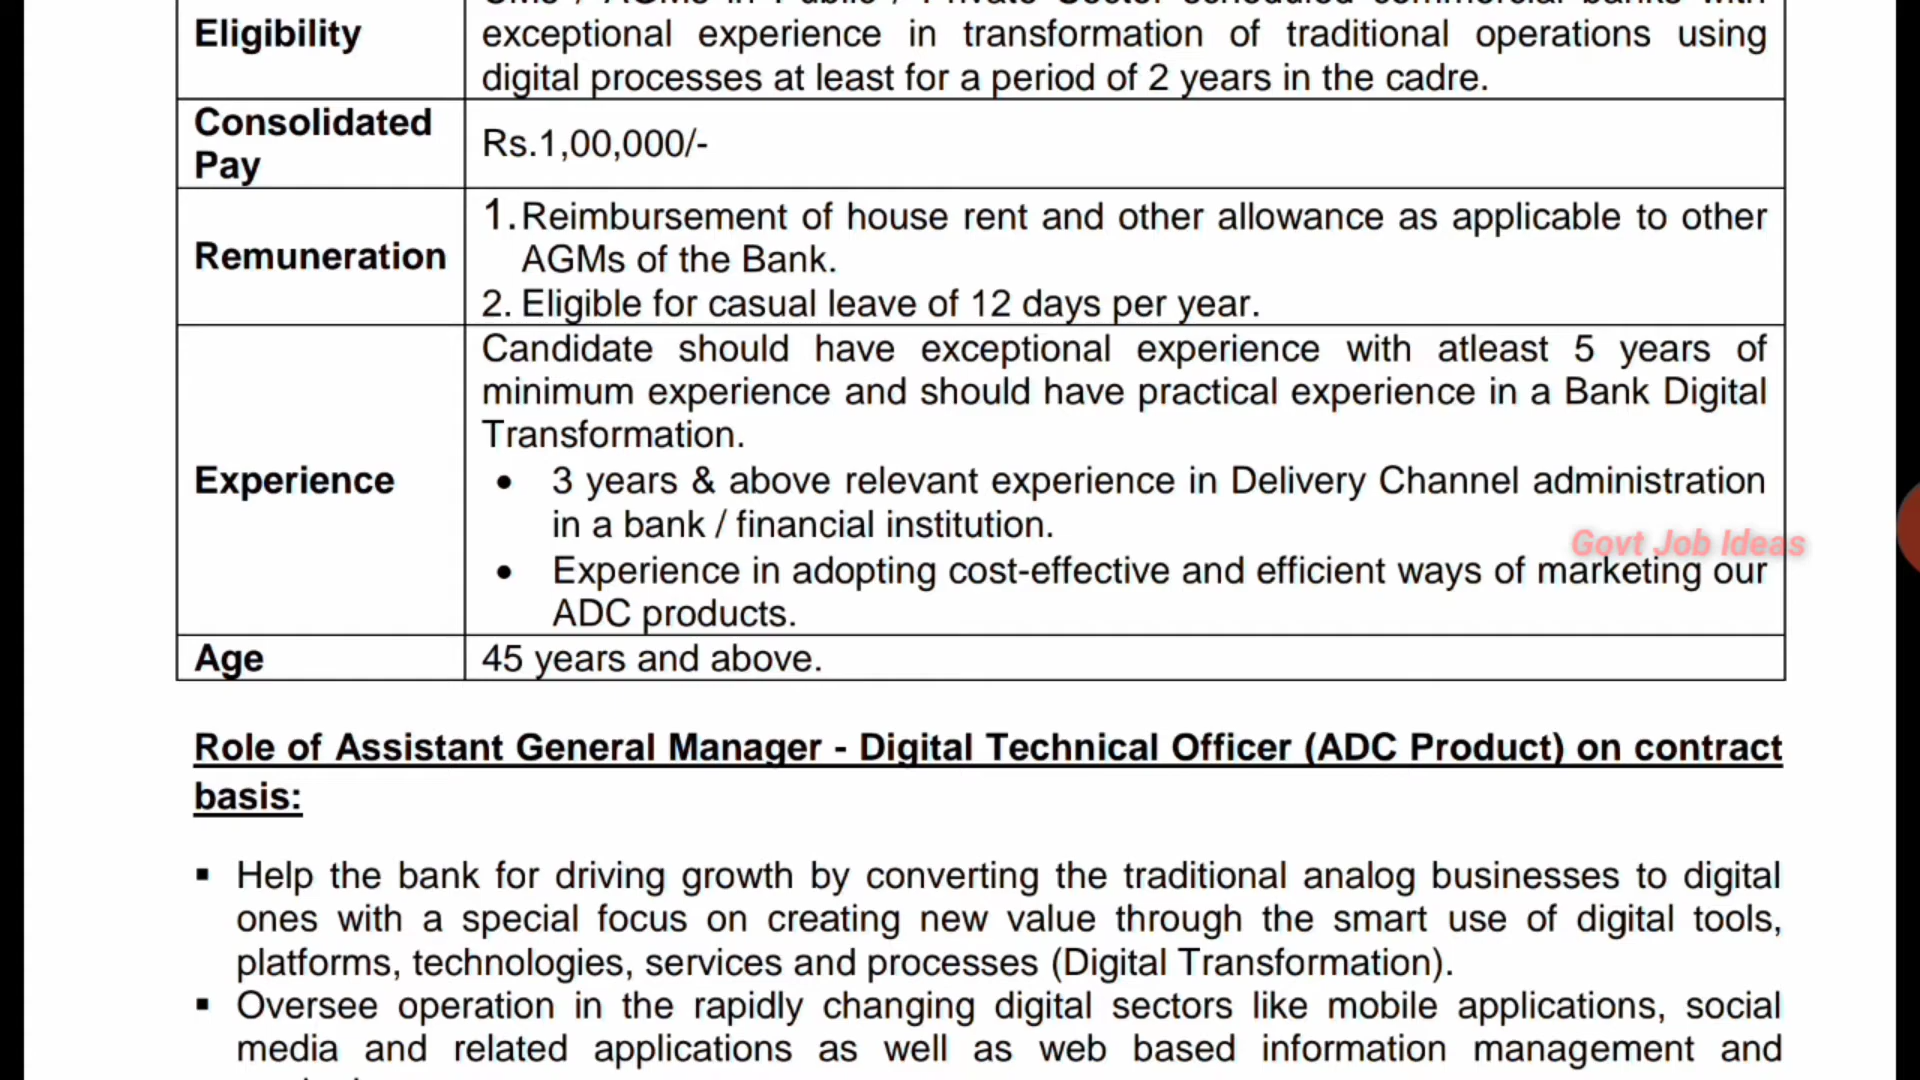 Eligibility
exceptional experience in transformation of traditional operations using
digital processes at least for a period of 2 years in the cadre.
Consolidated
Pay
Rs.1,00,000/-
Remuneration
1. Reimbursement of house rent and other allowance as applicable to other
AGMs of the Bank.
2. Eligible for casual leave of 12 days per year.
Experience
Candidate should have exceptional experience with atleast 5 years of
minimum experience and should have practical experience in a Bank Digital
Transformation.
• 3 years & above relevant experience in Delivery Channel administration
in a bank / financial institution.
Govt Job Ideas
• Experience in adopting cost-effective and efficient ways of marketing our
ADC products.
Age
45 years and above.
Role of Assistant General Manager - Digital Technical Officer (ADC Product) on contract
basis:
▪ Help the bank for driving growth by converting the traditional analog businesses to digital
ones with a special focus on creating new value through the smart use of digital tools,
platforms, technologies, services and processes (Digital Transformation).
▪ Oversee operation in the rapidly changing digital sectors like mobile applications, social
media and related applications as well as web based information management and